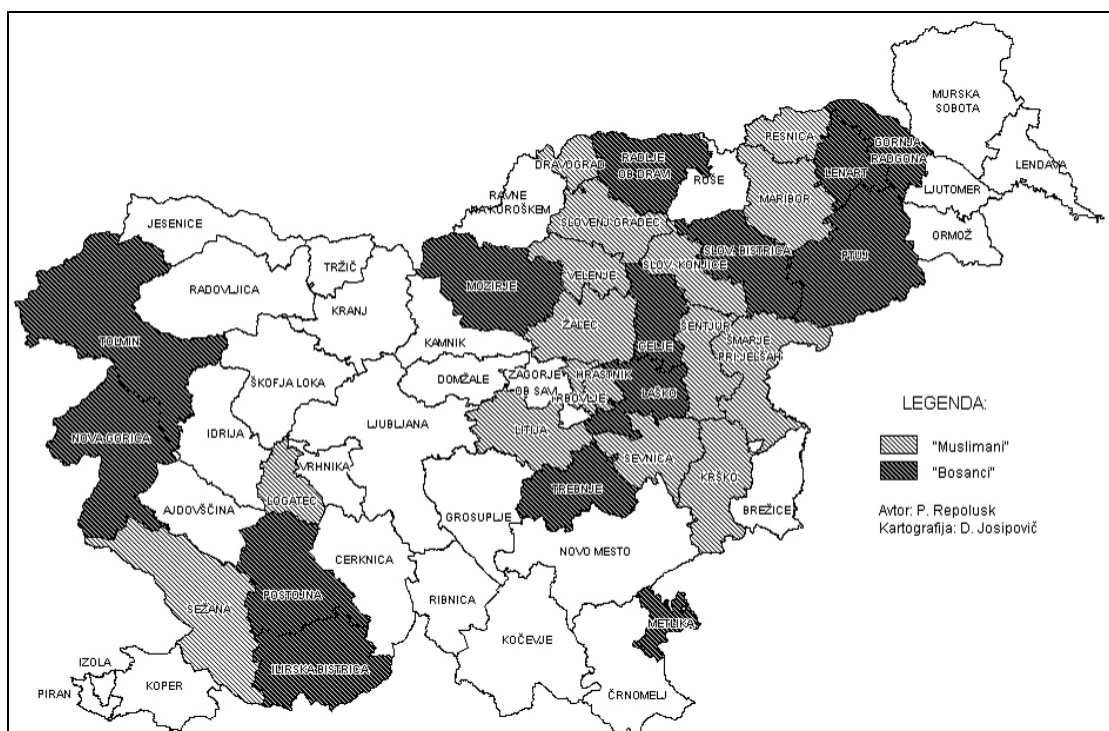 MURSKA
SOBOTA
PESNICA
GORNJA
RADGONA
LENDAVA
DRAVOGRAD
RADLJE
OB DRAVI
RUŠE
LENART
LJUTOMER
RAVNE
NA KOROŠKEM
MARIBOR
JESENICE
SLOVENJ GRADEC
ORMOŽ
SLOV. BISTRICA
PTUJ
TRŽIČ
VELENJE
SLOV. KONJICE
RADOVLJICA
MOZIRJE
KRANJ
ŽALEC
ŠENTJUR
TOLMIN
KAMNIK
CELJE
ŠMARJE
PRI JELŠAH
ŠKOFJA LOKA
DOMŽALE
ZAGORJE
OB SAVI
HRASTNIK
TRBOVLJE
LAŠKO
LJUBLJANA
LITIJA
LEGENDA:
NOVA GORICA
IDRIJA
"Muslimani"
VRHNIKA
SEVNICA
"Bosanci"
KRŠKO
TREBNJE
LOGATEC
AJDOVŠČINA
GROSUPLJE
BREŽICE
Avtor: P. Repolusk
Kartografija: D. Josipovič
NOVO MESTO
CERKNICA
POSTOJNA
RIBNICA
SEŽANA
METLIKA
KOČEVJE
IZOLA
ILIRSKA BISTRICA
KOPER
PIRAN
ČRNOMELJ